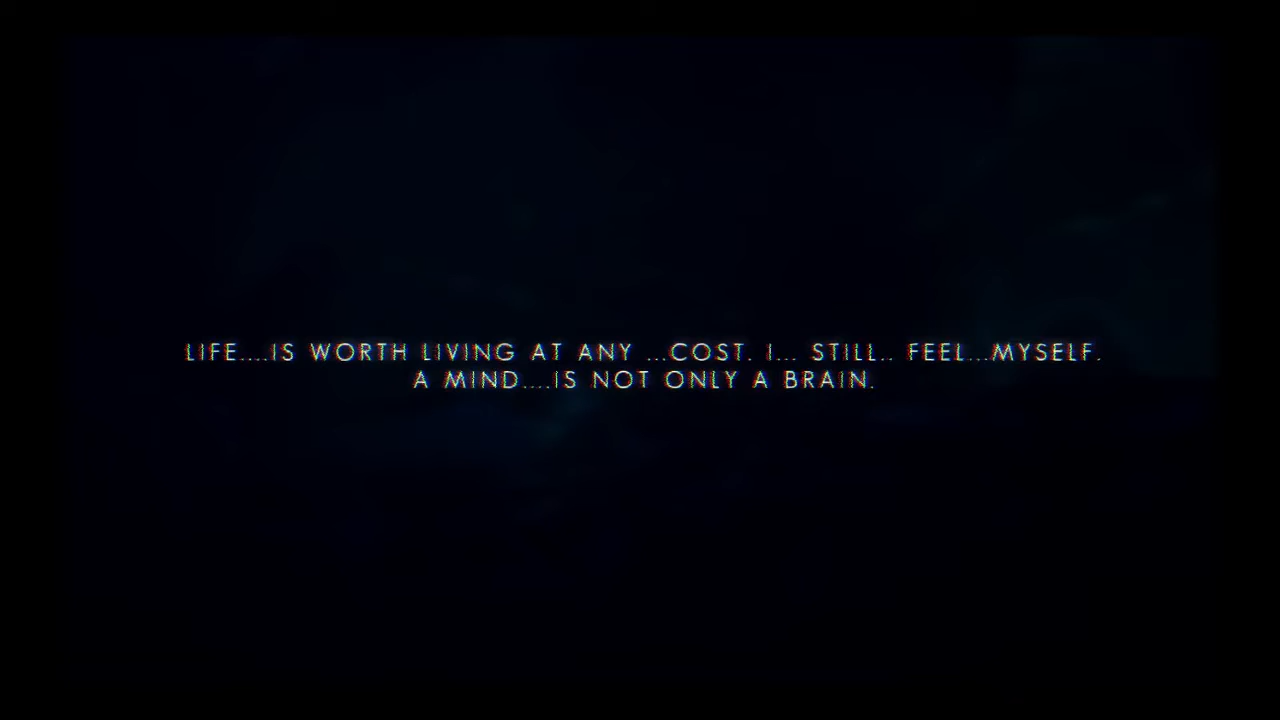 LIFE....IS WORTH LIVING AT ANY ...COST. I... STILL.. FEEL...MYSELF.
A MIND....IS NOT ONLY A BRAIN.